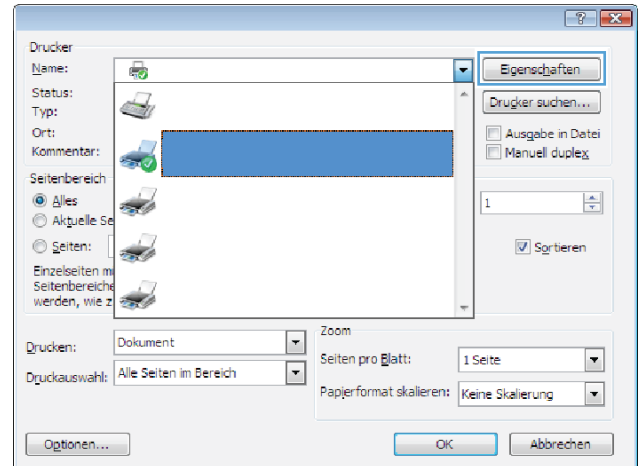 Drucker
Name:
Eigenschaften
Status:
Drucker suchen...
Typ:
Ort:
Ausgabe in Datei
Kommentar:
Manuell duplex
Seitenbereich
Alles
1
Aktuelle Se
Seiten:
Sortieren
Einzelseiten m
Seitenbereiche
werden, wie z
Zoom
Drucken:
Dokument
Seiten pro Blatt:
1 Seite
Druckauswahl:
Alle Seiten im Bereich
Papierformat skalieren:
Keine Skalierung
Optionen...
OK
Abbrechen